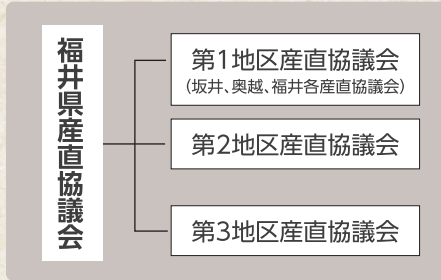 福井県産直協議会
第1地区産直協議会
(坂井、奥越、福井各産直協議会)
第2地区産直協議会
第3地区産直協議会